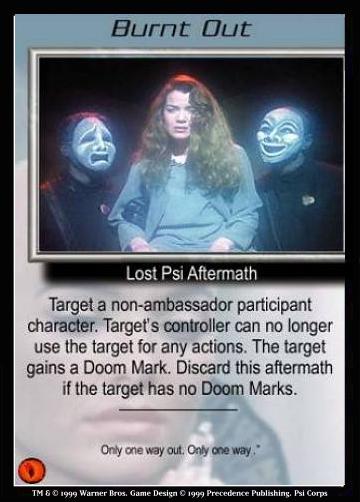 Burnt Out
Lost Psi Aftermath
Target a non-ambassador participant
character. Target's controller can no longer
use the target for any actions. The target
gains a Doom Mark. Discard this aftermath
if the target has no Doom Marks.
Only one way out. Only one way."
TM & © 1999 Warner Bros. Game Design © 1999 Precedence Publishing. Psi Corps